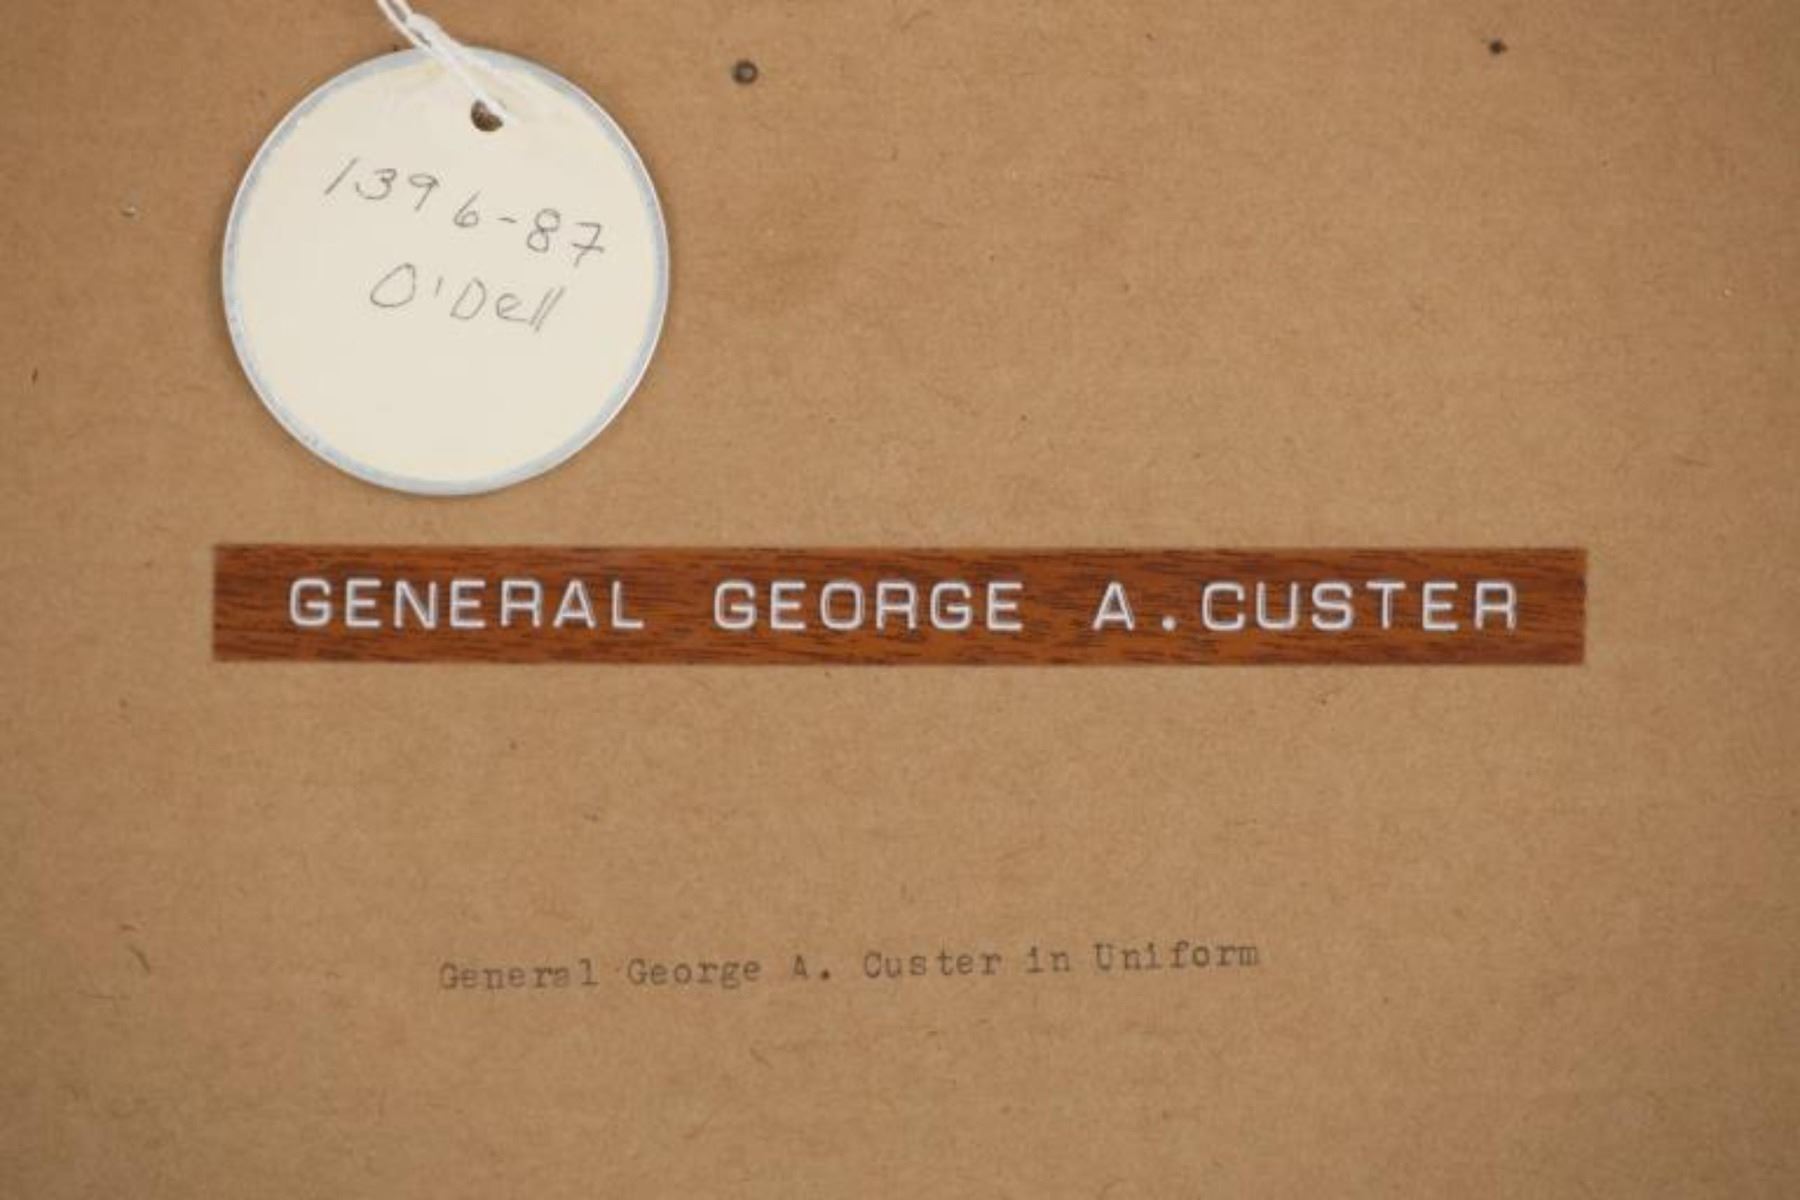 1396-87
O'Dell
GENERAL GEORGE A.CUSTER
General George A. Custer in Uniform